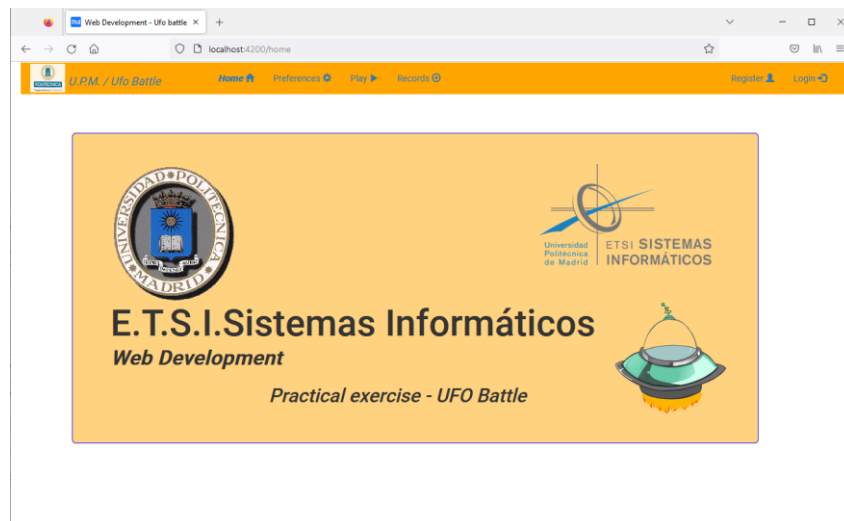 Web Development - Ufo battle
localhost:4200/home
U.P.M. / Ufo Battle
Home
Preferences
Play
Records
Register
Login
UNIVERSIDAD POLITECNICA
MADRID
Universidad
Politécnica
de Madrid
ETSI SISTEMAS
INFORMÁTICOS
E.T.S.I.Sistemas Informáticos
Web Development
Practical exercise - UFO Battle